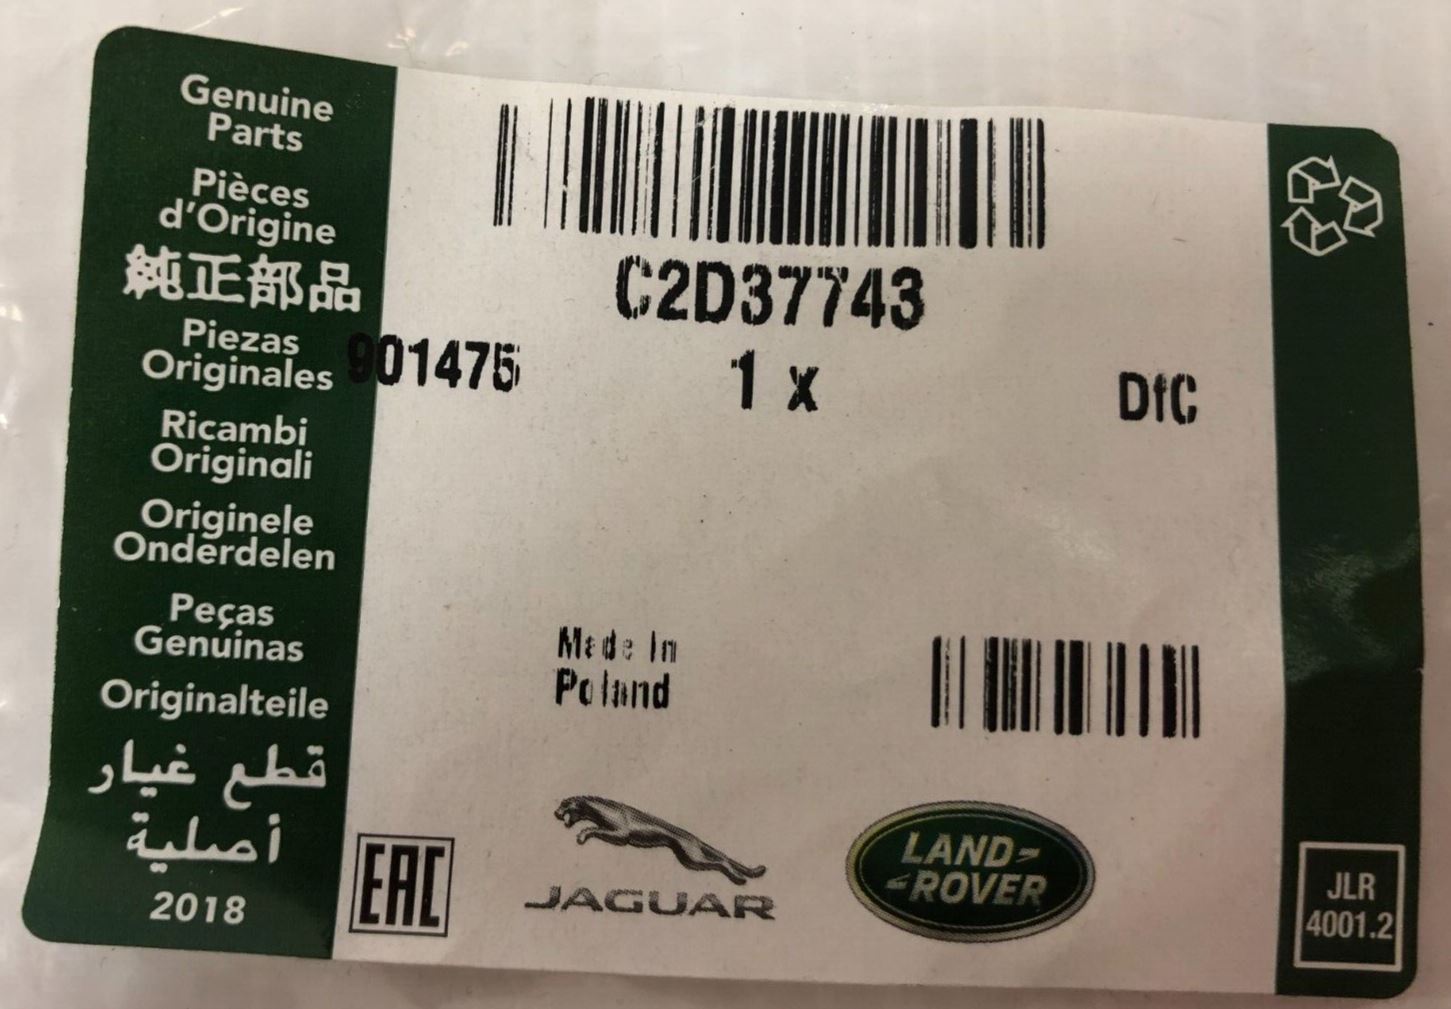 Genuine
Parts
Pièces
d'Origine
純正部品
Piezas
Originales
Ricambi
Originali
Originele
Onderdelen
Peças
Genuinas
Originalteile
قطع غيار
أصلية
2018
C2D37743
901475
1 x
DfC
Made In
Poland
EAC
JAGUAR
LAND-
-ROVER
JLR
4001.2